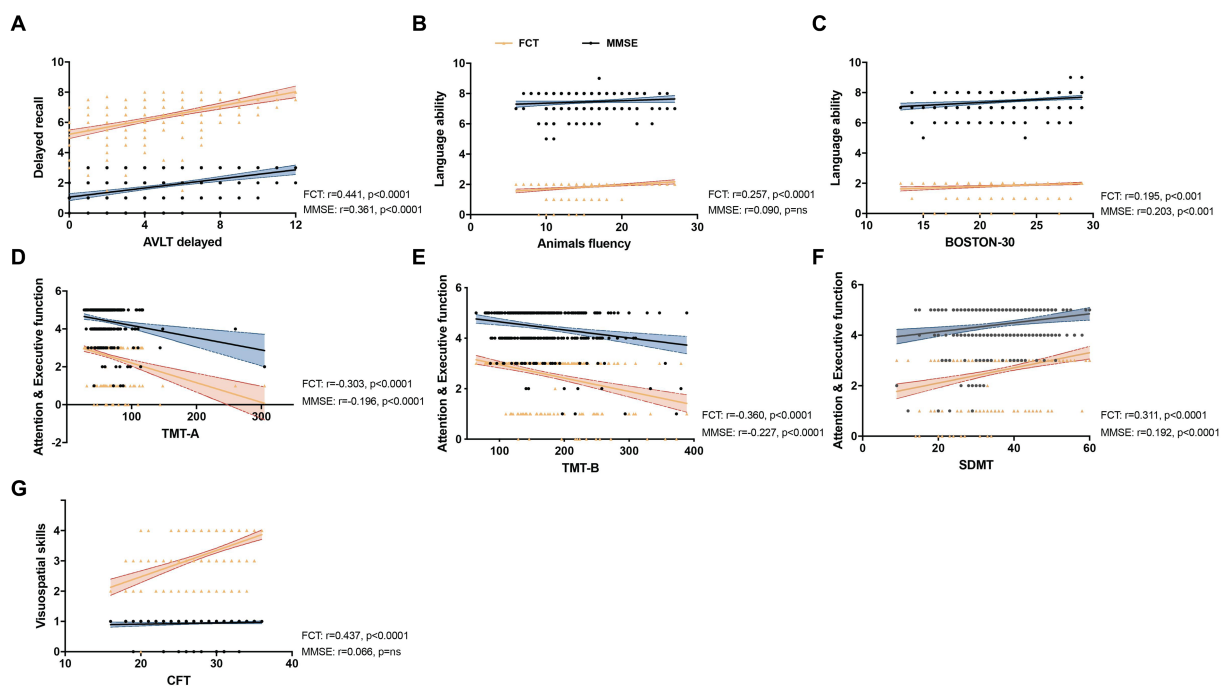 A
Delayed recall
10
8
6
4
2
0
0
4
8
12
AVLT delayed
FCT: r=0.441, p<0.0001
MMSE: r=0.361, p<0.0001
B
FCT
MMSE
Language ability
10
8
6
4
2
0
0
10
20
30
Animals fluency
FCT: r=0.257, p<0.0001
MMSE: r=0.090, p=ns
C
Language ability
10
8
6
4
2
0
10
15
20
25
30
BOSTON-30
FCT: r=0.195, p<0.001
MMSE: r=0.203, p<0.001
D
Attention & Executive function
6
4
2
0
-2
100
200
300
TMT-A
FCT: r=-0.303, p<0.0001
MMSE: r=-0.196, p<0.0001
E
Attention & Executive function
6
4
2
0
100
200
300
400
TMT-B
FCT: r=-0.360, p<0.0001
MMSE: r=-0.227, p<0.0001
F
Attention & Executive function
6
4
2
0
0
20
40
60
SDMT
FCT: r=0.311, p<0.0001
MMSE: r=0.192, p<0.0001
G
Visuospatial skills
5
4
3
2
1
0
10
20
30
40
CFT
FCT: r=0.437, p<0.0001
MMSE: r=0.066, p=ns